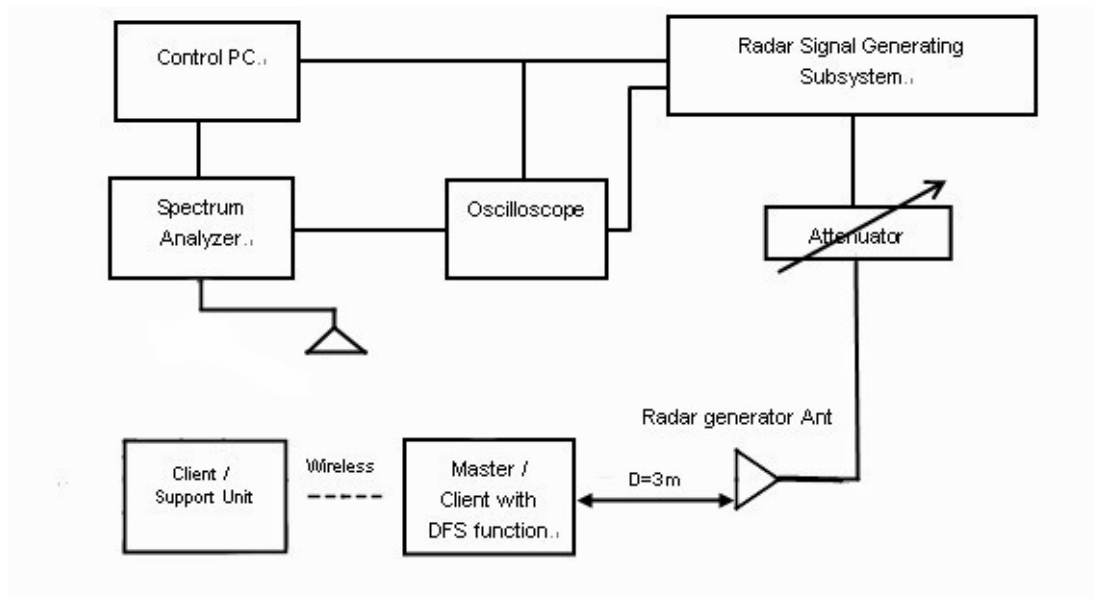 Control PC.
Radar Signal Generating
Subsystem.
Spectrum
Analyzer.
Oscilloscope
Attenuator
Radar generator Ant
Client /
Support Unit
Wireless
Master /
Client with
DFS function.
D=3m